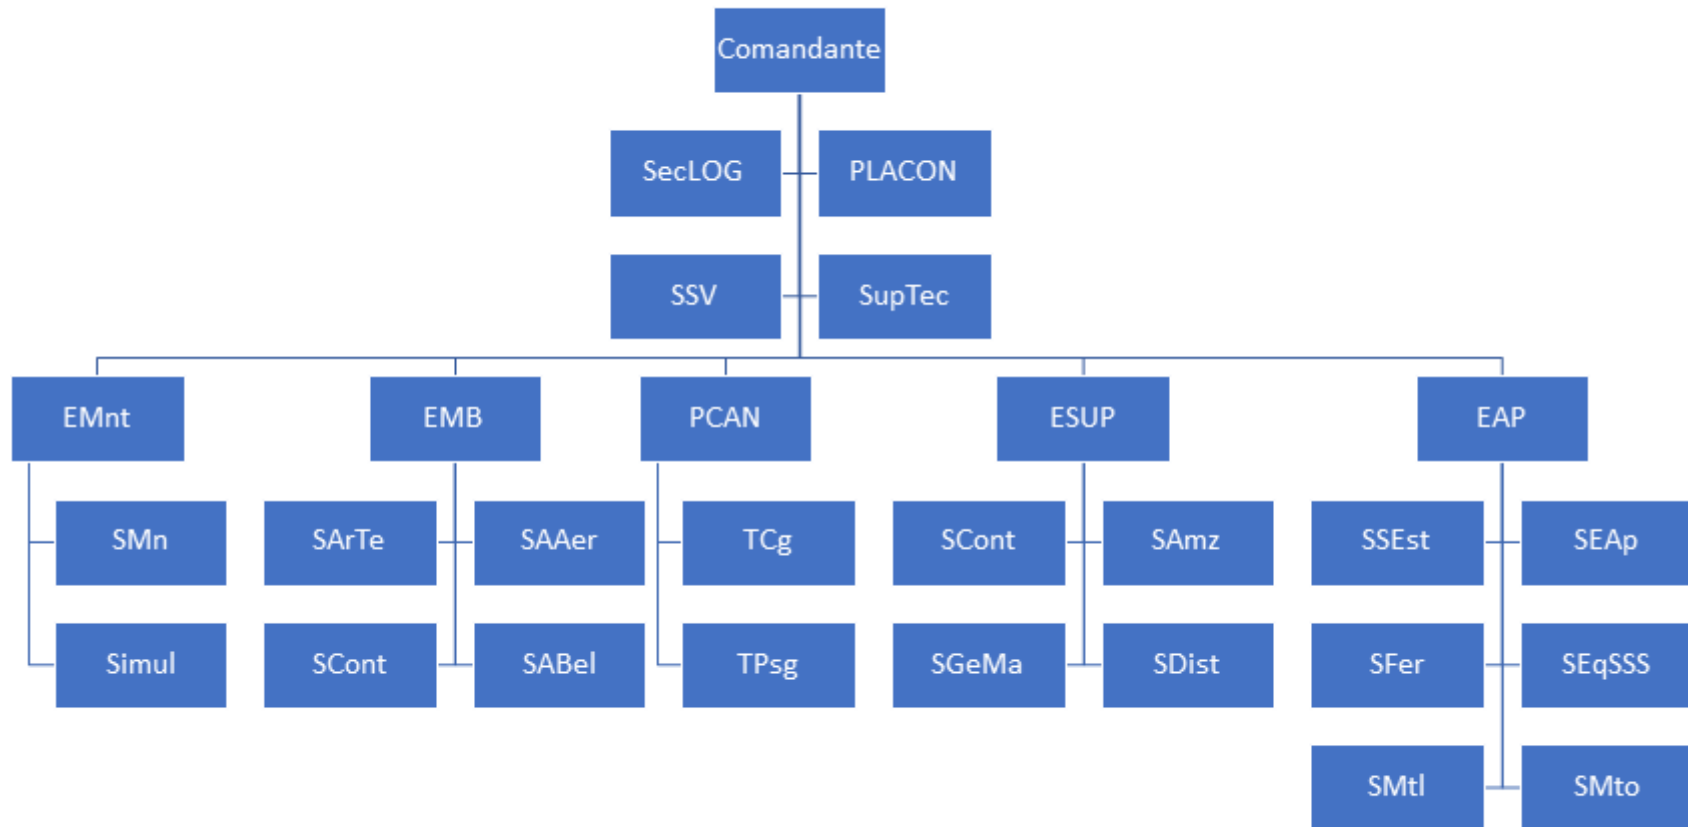 Comandante
SecLOG
PLACON
SSV
SupTec
EMnt
EMB
PCAN
ESUP
EAP
SMn
SArTe
SAAer
TCg
SCont
SAmz
SSEst
SEAp
Simul
SCont
SABel
TPsg
SGeMa
SDist
SFer
SEqSSS
SMtl
SMto